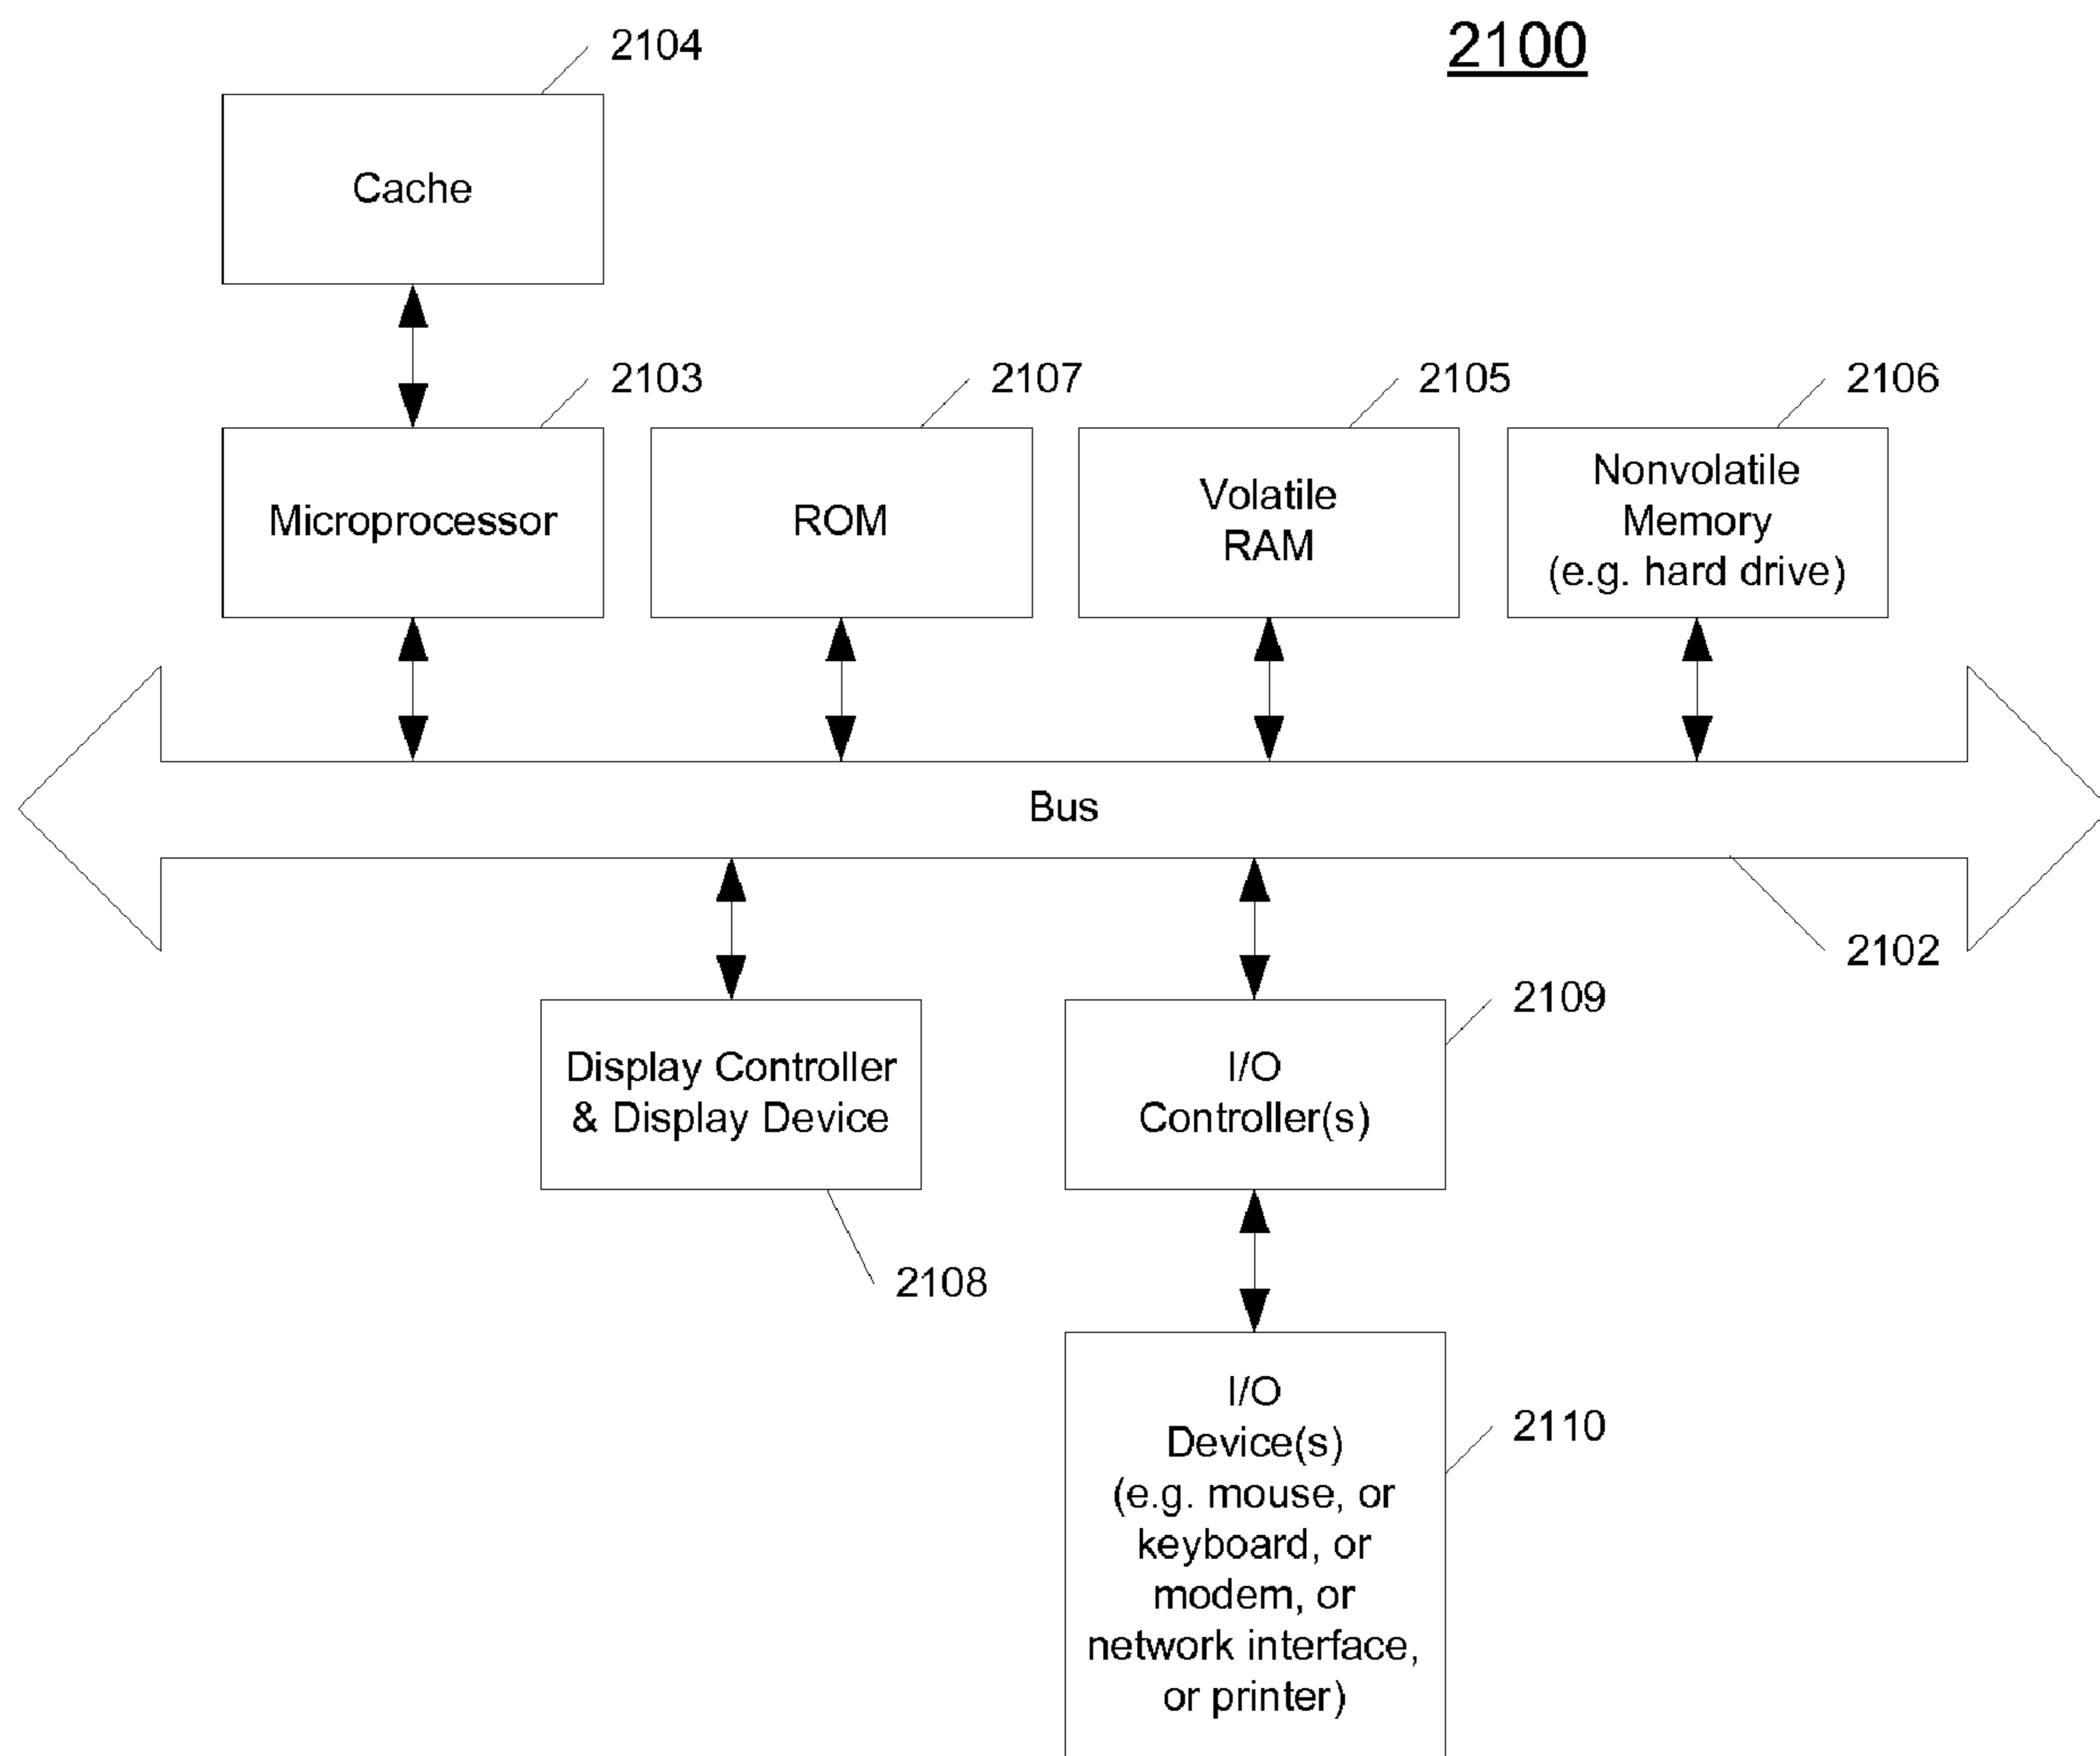 2100
2104
Cache
2103
2107
2105
2106
Microprocessor
ROM
Volatile
RAM
Nonvolatile
Memory
(e.g. hard drive)
Bus
2102
2109
Display Controller
& Display Device
I/O
Controller(s)
2108
I/O
Device(s)
(e.g. mouse, or
keyboard, or
modem, or
network interface,
or printer)
2110